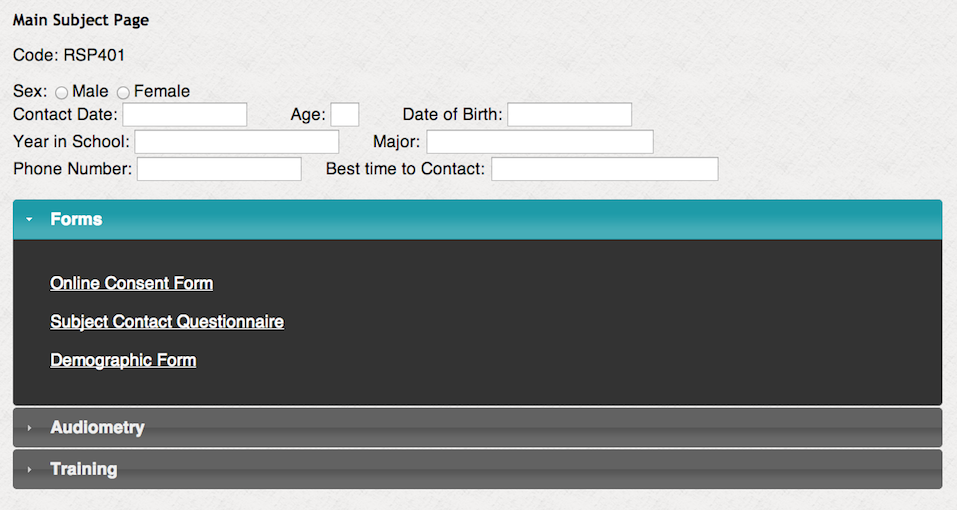 Main Subject Page
Code: RSP401
Sex: Male Female
Contact Date: Age: Date of Birth:
Year in School: Major:
Phone Number: Best time to Contact:
Forms
Online Consent Form
Subject Contact Questionnaire
Demographic Form
Audiometry
Training